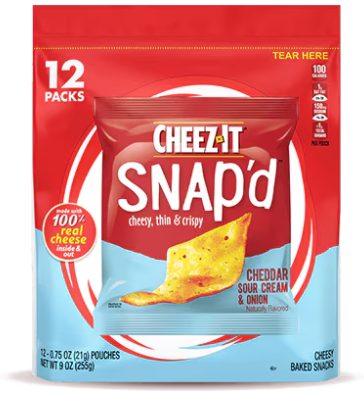 TEAR HERE
12
PACKS
100
PER POUCH
CHEEZ-IT
SNAP'd
cheesy, thin & crispy
made with
100%
real
cheese
inside &
out
CHEDDAR
SOUR CREAM
& ONION
Naturally Flavored
12-0.75 OZ (21g) POUCHES
NET WT 9 OZ (255g)
CHEESY
BAKED SNACKS